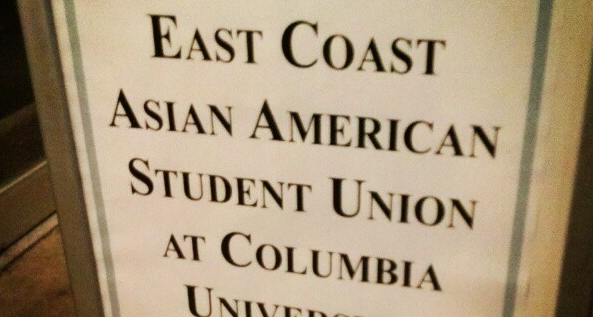 EAST COAST
ASIAN AMERICAN
STUDENT UNION
AT COLUMBIA